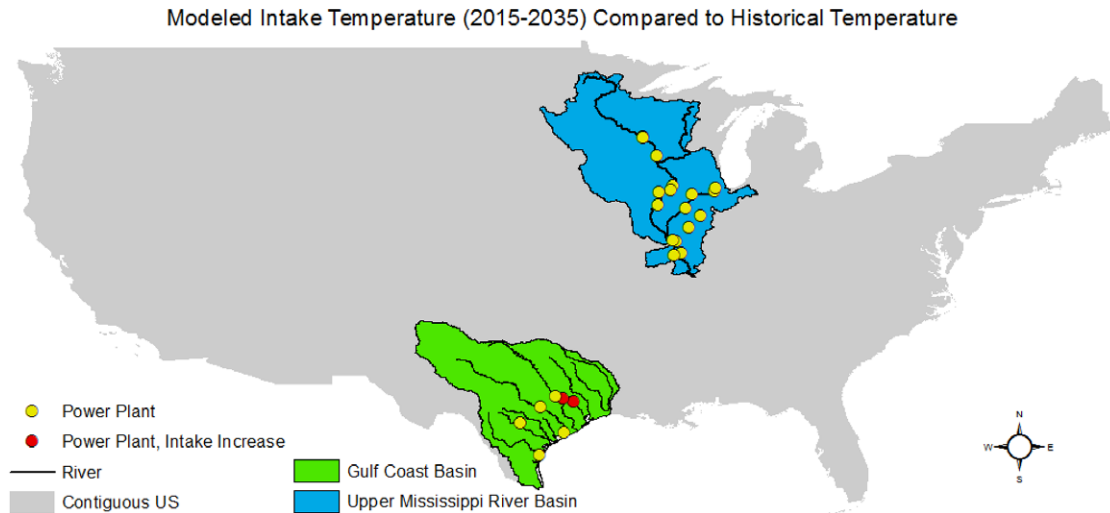 Modeled Intake Temperature (2015-2035) Compared to Historical Temperature
Power Plant
Power Plant, Intake Increase
River
Contiguous US
Gulf Coast Basin
Upper Mississippi River Basin
N
W E
S